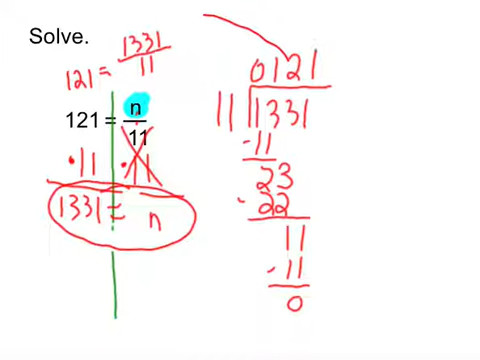 Solve.
121 = 1331/11
121 = n/11
·11 ·11
1331 = n
0121
11 1331
-11
23
-22
11
-11
0